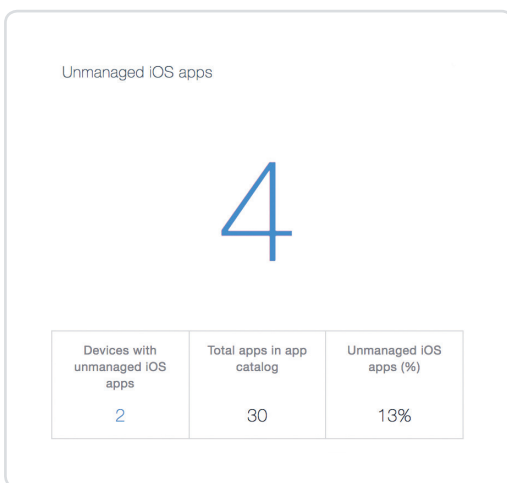 Unmanaged iOS apps
4
Devices with
unmanaged iOS
apps
2
Total apps in app
catalog
30
Unmanaged iOS
apps (%)
13%